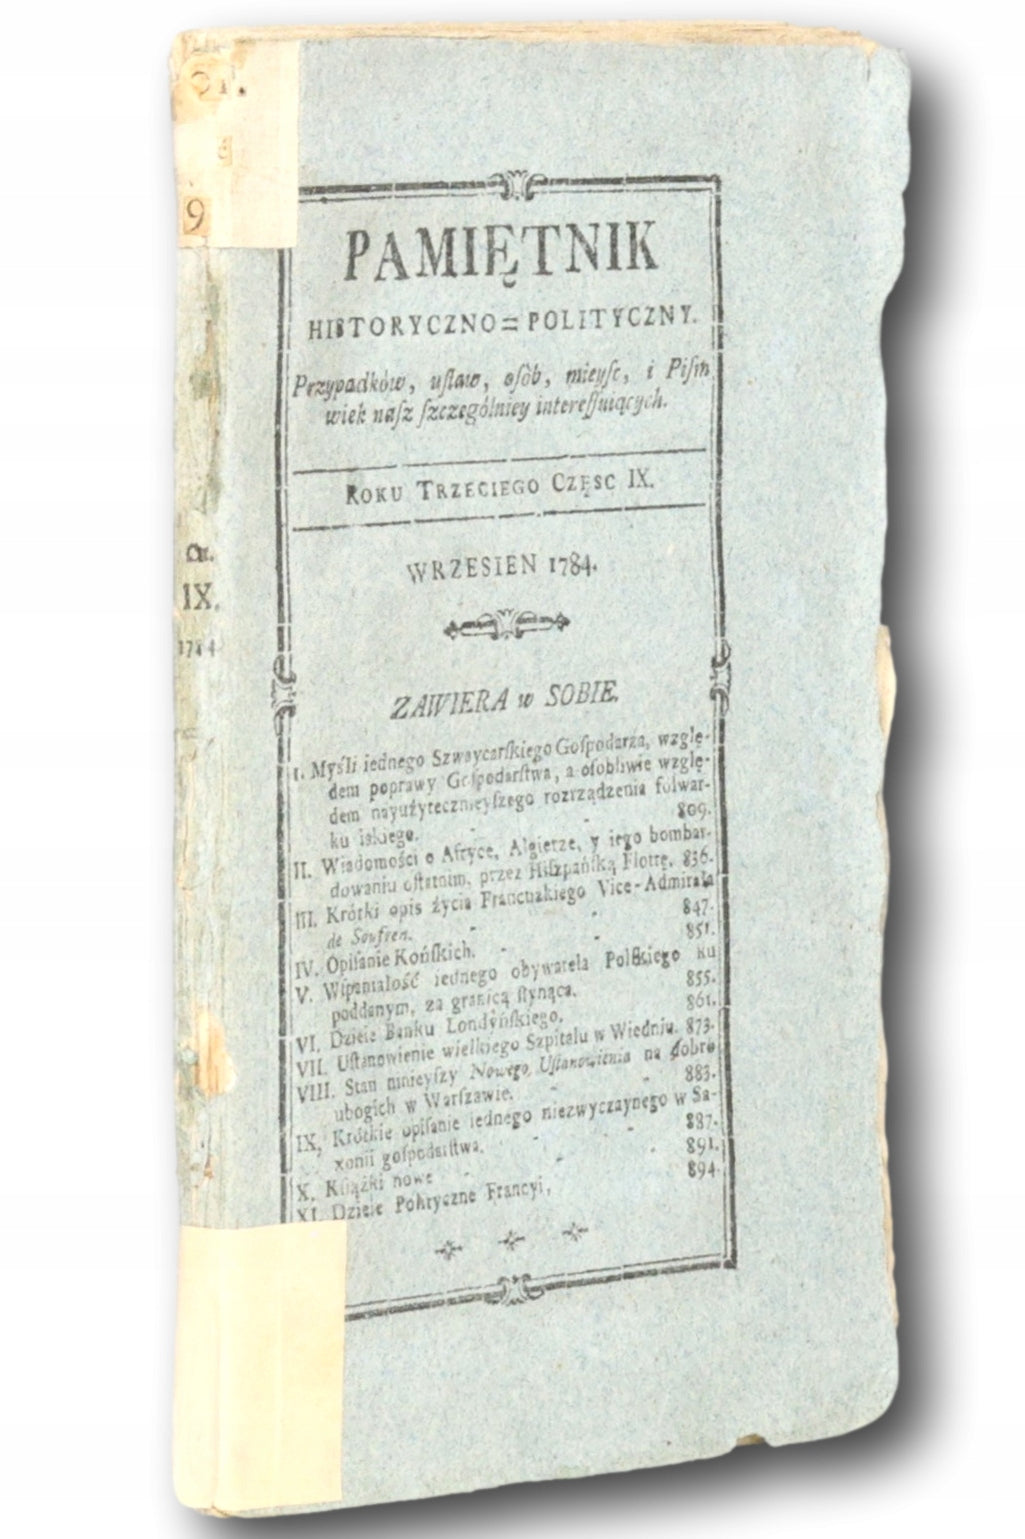 9
PAMIĘTNIK
HISTORYCZNO=POLITYCZNY.
Przypadków, uſtaw, osób, mieyſc, i Piſm
wiek naſz ſzczególniey intereſſuiących.
ROKU TRZECIEGO CZĘSC IX.
WRZESIEN 1784.
IX.
1784
ZAWIERA w SOBIE.
I. Myśli iednego Szwaycarſkiego Goſpodarza, wzglę-
dem poprawy Goſpodarſtwa, a oſobliwie wzglę-
dem nayużytecznieyſzego rozrządzenia folwar-
ku iakiego. - - 809.
II. Wiadomości o Afryce, Algierze, y iego bombar-
dowaniu oſtatnim, przez Hiſzpańſką Flottę. 836.
III. Krótki opis życia Francuzkiego Vice-Admirała
de Soufren. - - 847.
IV. Opiſanie Końſkich. - - 851.
V. Wſpaniałość iednego obywatela Polſkiego ku
poddanym, za granicą ſłynąca. 855.
VI. Dzieie Banku Londyńſkiego. 861.
VII. Uſtanowienie wielkiego Szpitalu w Wiedniu. 873.
VIII. Stan ninieyſzy Nowego Uſtanowienia na dobro
ubogich w Warſzawie. - - 883.
IX. Krótkie opiſanie iednego niezwyczaynego w Sa-
xonii goſpodarſtwa. - - 887.
X. Kſiążki nowe - - 891.
XI. Dzieie Polityczne Francyi, 894.